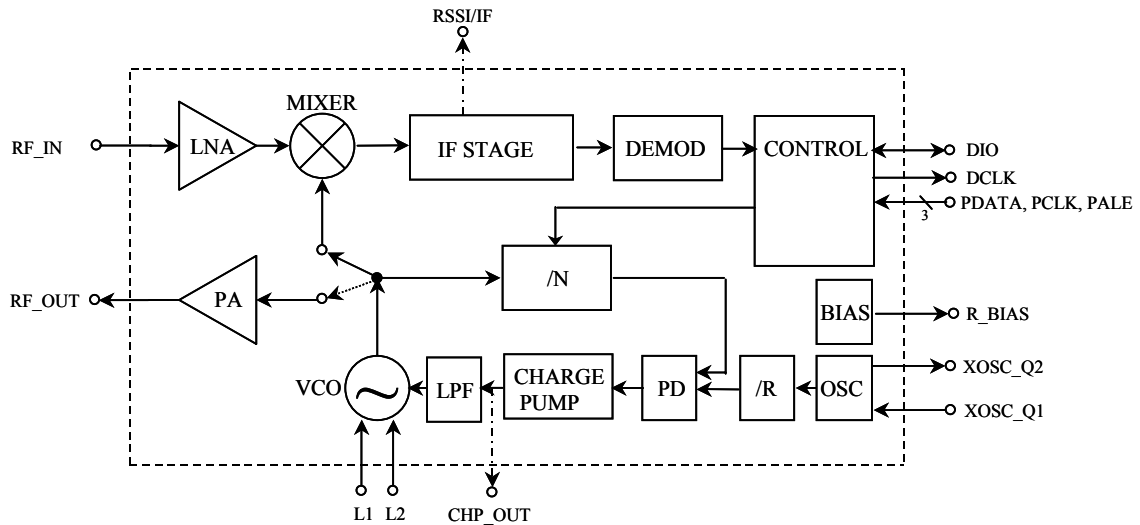 RSSI/IF
MIXER
RF_IN
LNA
IF STAGE
DEMOD
CONTROL
DIO
DCLK
3
PDATA, PCLK, PALE
/N
RF_OUT
PA
BIAS
R_BIAS
VCO
~
LPF
CHARGE
PUMP
PD
/R
OSC
XOSC_Q2
XOSC_Q1
L1
L2
CHP_OUT